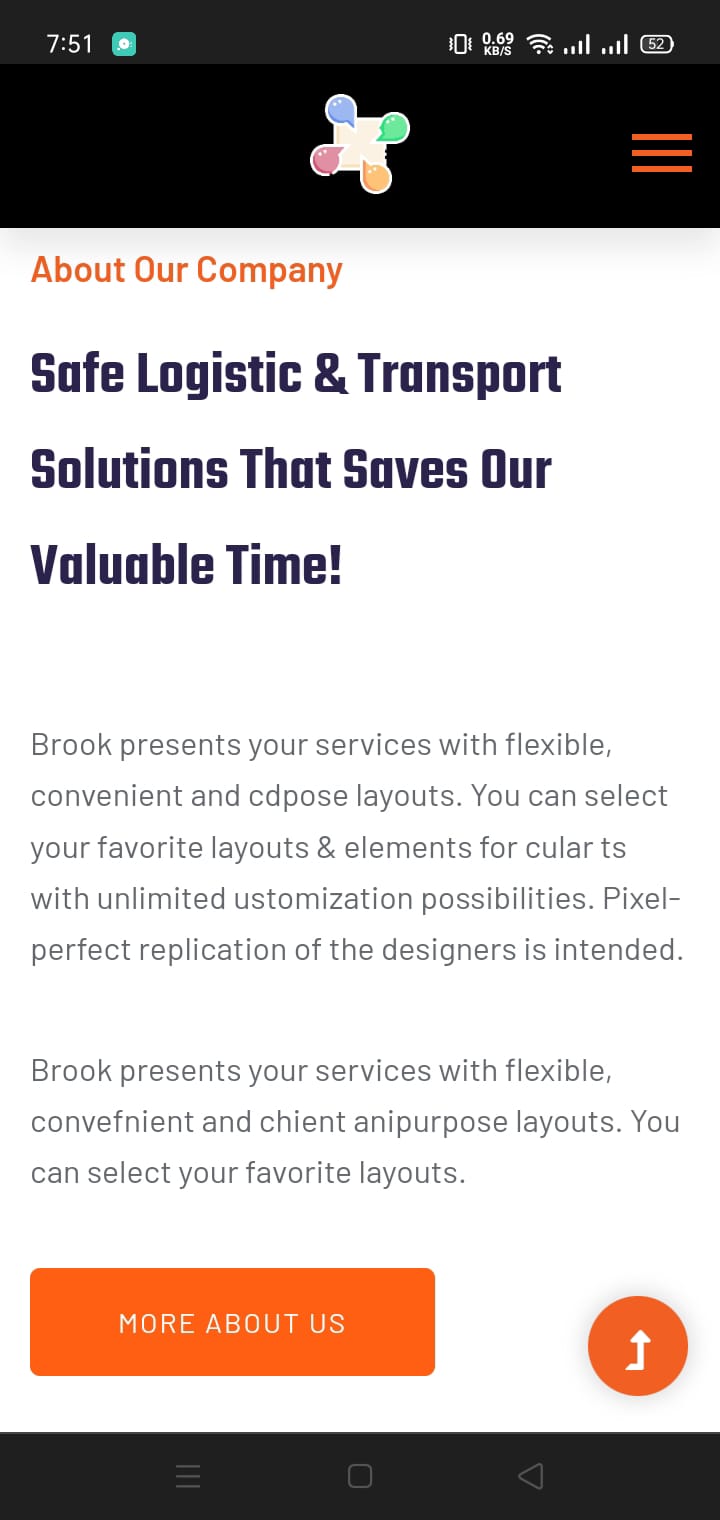 7:51
0.69
KB/S
52
About Our Company
Safe Logistic & Transport
Solutions That Saves Our
Valuable Time!
Brook presents your services with flexible,
convenient and cdpose layouts. You can select
your favorite layouts & elements for cular ts
with unlimited ustomization possibilities. Pixel-
perfect replication of the designers is intended.
Brook presents your services with flexible,
convefnient and chient anipurpose layouts. You
can select your favorite layouts.
MORE ABOUT US